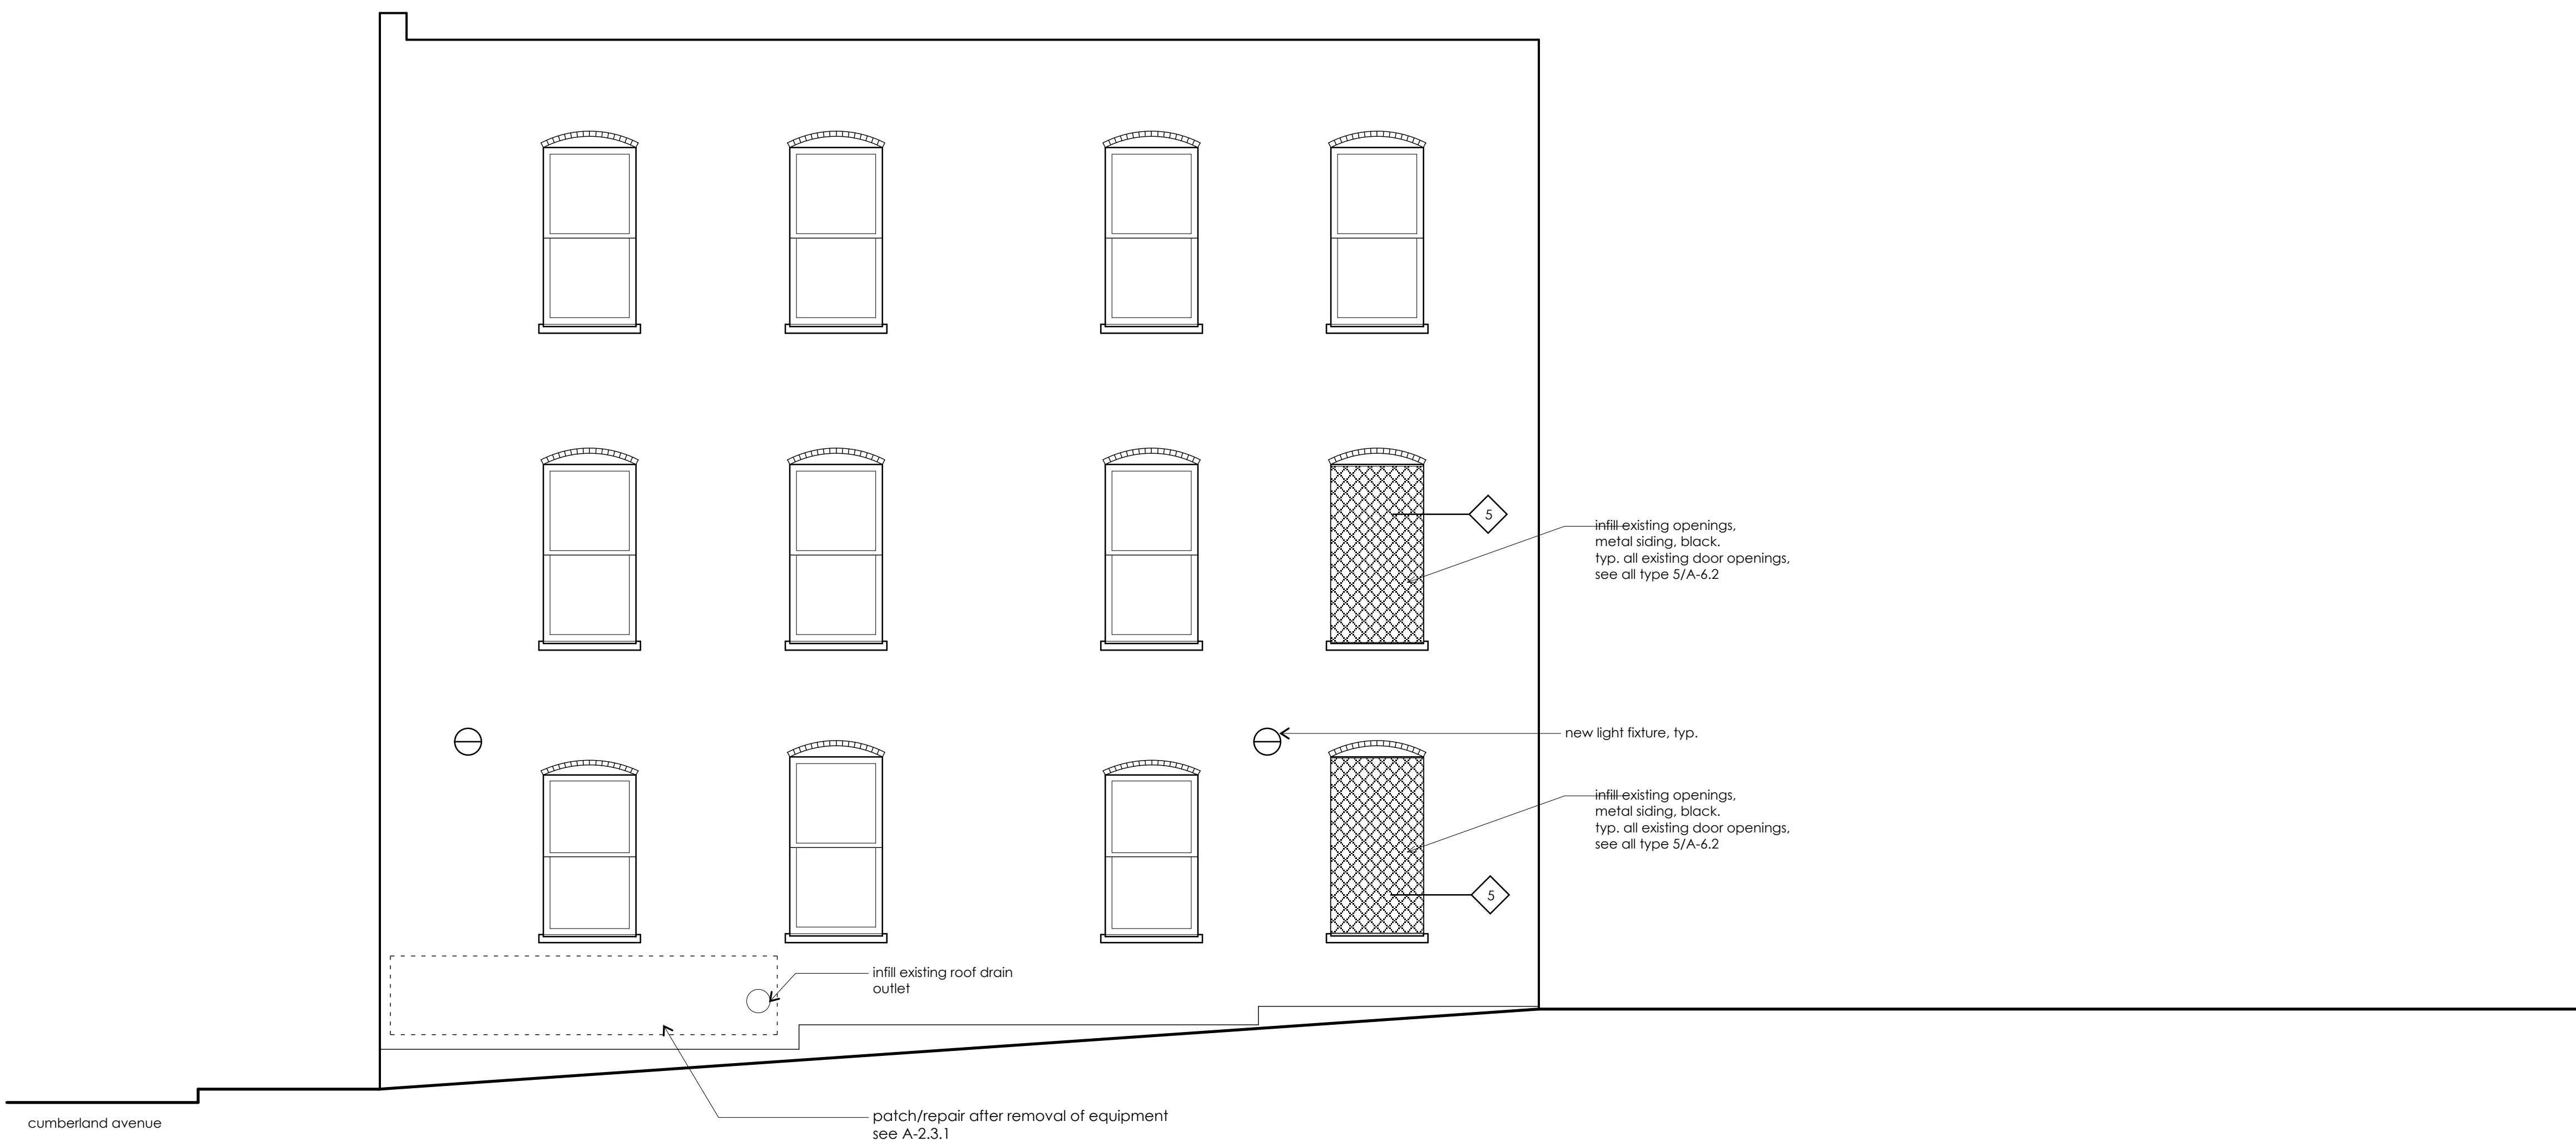 5
infill existing openings,
metal siding, black.
typ. all existing door openings,
see all type 5/A-6.2
new light fixture, typ.
infill existing openings,
metal siding, black.
typ. all existing door openings,
see all type 5/A-6.2
5
infill existing roof drain
outlet
patch/repair after removal of equipment
see A-2.3.1
cumberland avenue